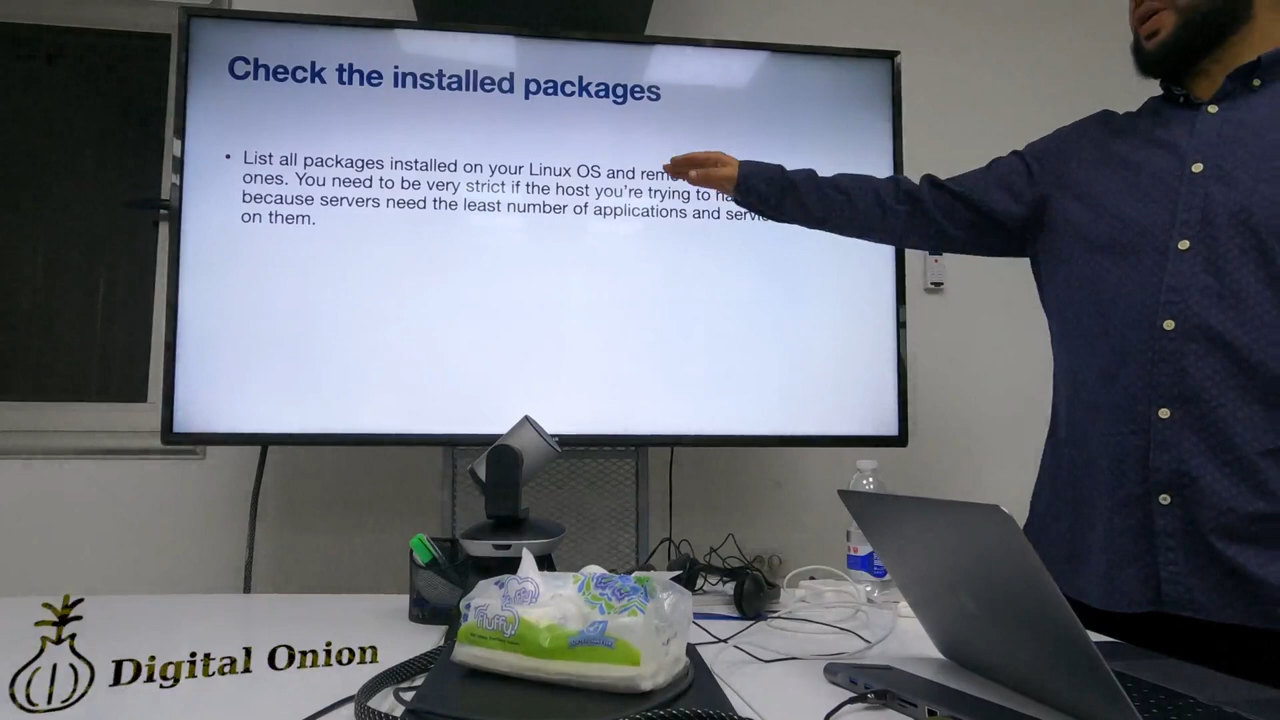 Check the installed packages
• List all packages installed on your Linux OS and
ones. You need to be very strict if the host you're trying to
because servers need the least number of applications and
on them.
Fluffy!
Digital Onion